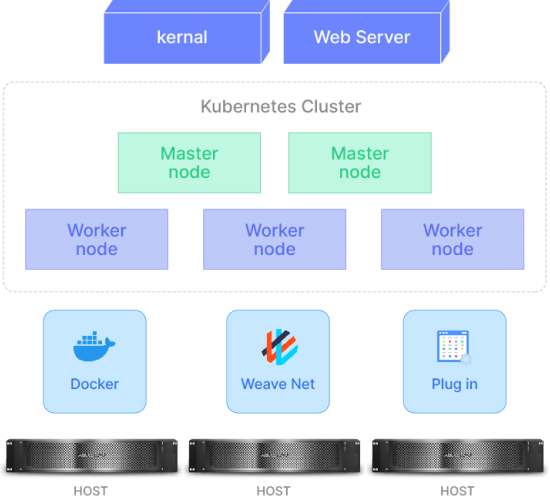 kernal
Web Server
Kubernetes Cluster
Master
node
Master
node
Worker
node
Worker
node
Worker
node
Docker
Weave Net
Plug in
HOST
HOST
HOST